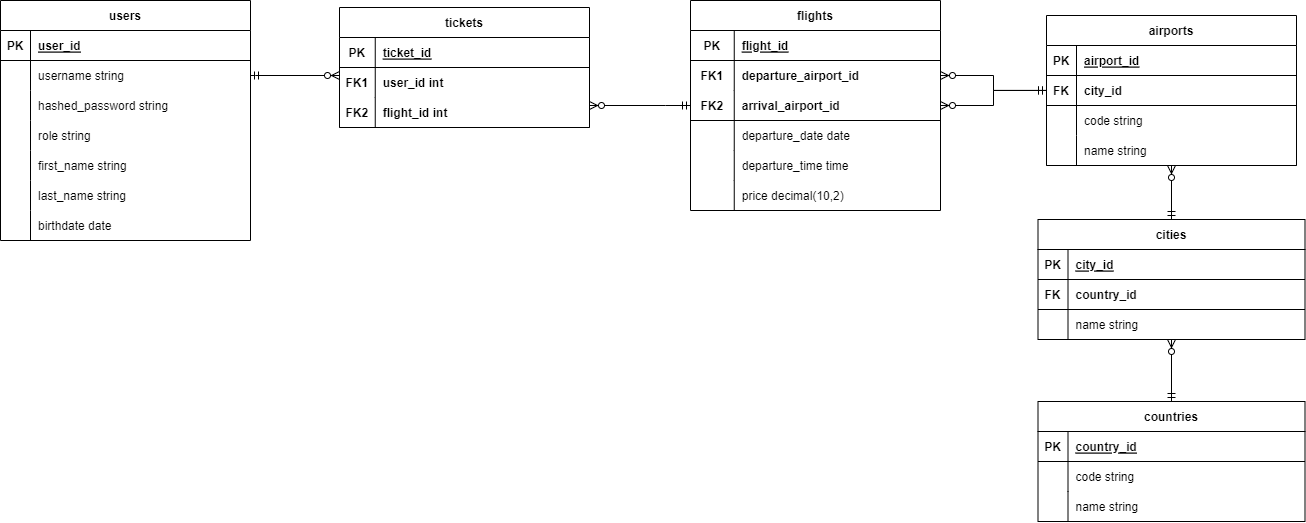 users
PK user_id
username string
hashed_password string
role string
first_name string
last_name string
birthdate date
tickets
PK ticket_id
FK1 user_id int
FK2 flight_id int
flights
PK flight_id
FK1 departure_airport_id
FK2 arrival_airport_id
departure_date date
departure_time time
price decimal(10,2)
airports
PK airport_id
FK city_id
code string
name string
cities
PK city_id
FK country_id
name string
countries
PK country_id
code string
name string